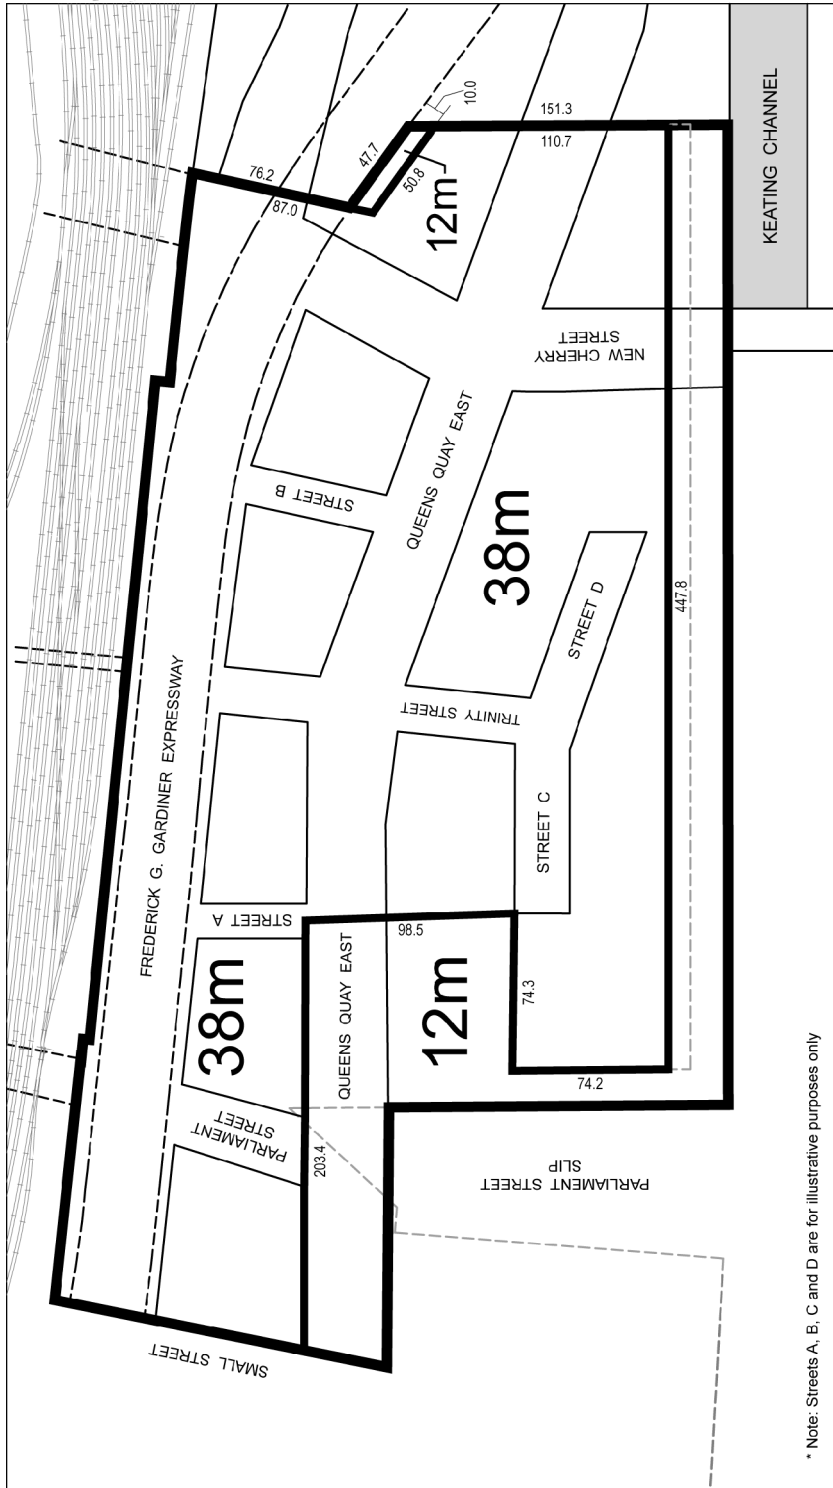 10.0
151.3
110.7
47.7
50.8
76.2
87.0
12m
KEATING CHANNEL
NEW CHERRY
STREET
QUEENS QUAY EAST
STREET B
38m
STREET D
447.8
FREDERICK G. GARDINER EXPRESSWAY
TRINITY STREET
STREET C
STREET A
98.5
38m
QUEENS QUAY EAST
12m
74.3
74.2
PARLIAMENT
STREET
203.4
PARLIAMENT STREET
SLIP
SMALL STREET
* Note: Streets A, B, C and D are for illustrative purposes only